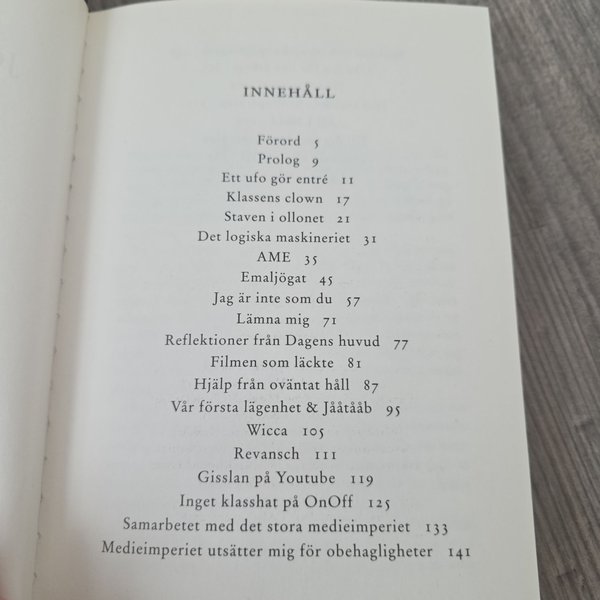 INNEHÅLL
Förord 5
Prolog 9
Ett ufo gör entré 11
Klassens clown 17
Staven i ollonet 21
Det logiska maskineriet 31
AME 35
Emaljögat 45
Jag är inte som du 57
Lämna mig 71
Reflektioner från Dagens huvud 77
Filmen som läckte 81
Hjälp från oväntat håll 87
Vår första lägenhet & Jååtååb 95
Wicca 105
Revansch 111
Gisslan på Youtube 119
Inget klasshat på OnOff 125
Samarbetet med det stora medieimperiet 133
Medieimperiet utsätter mig för obehagligheter 141